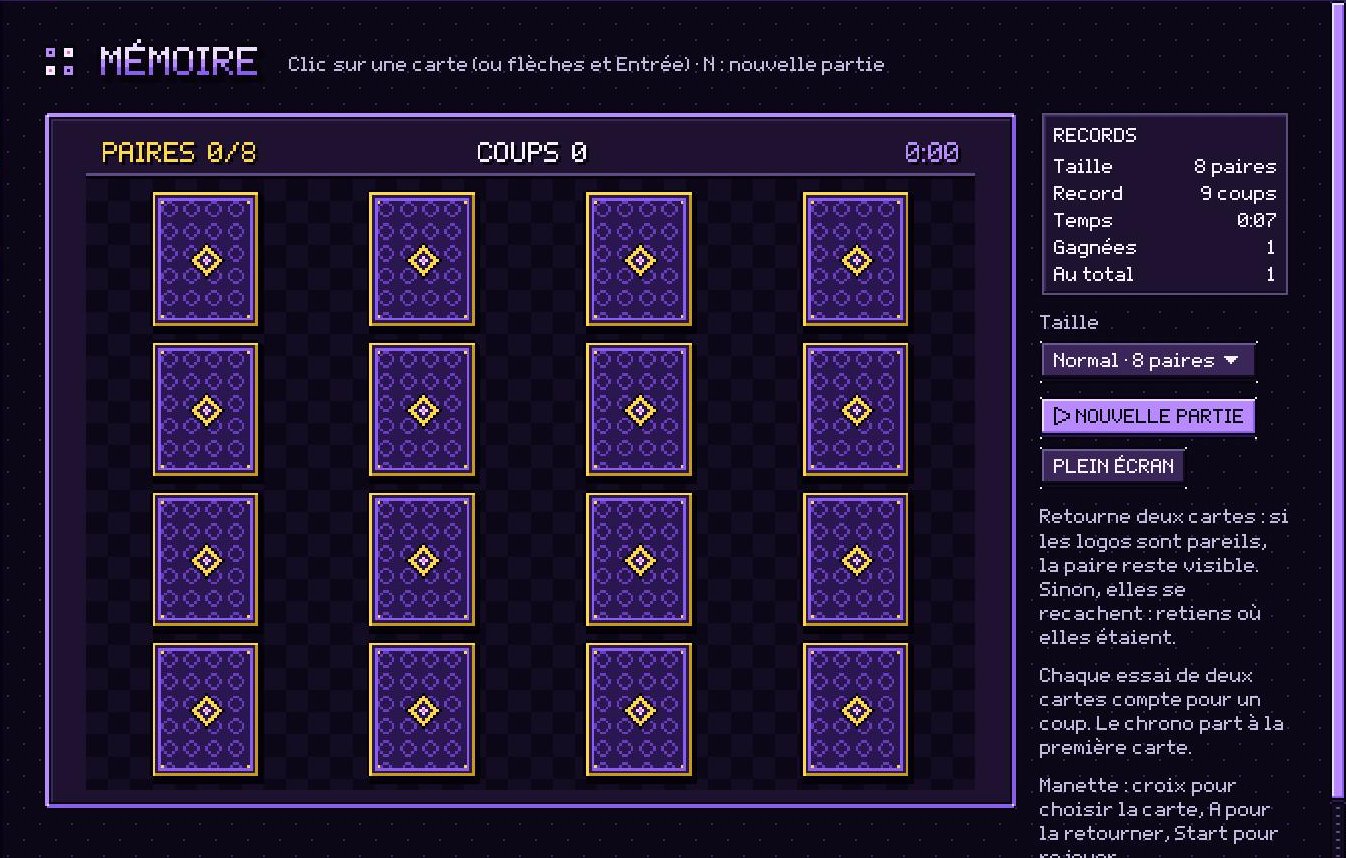 MÉMOIRE
Clic sur une carte (ou flèches et Entrée) · N : nouvelle partie
PAIRES 0/8
COUPS 0
0:00
RECORDS
Taille 8 paires
Record 9 coups
Temps 0:07
Gagnées 1
Au total 1
Taille
Normal · 8 paires
NOUVELLE PARTIE
PLEIN ÉCRAN
Retourne deux cartes : si
les logos sont pareils,
la paire reste visible.
Sinon, elles se
recachent : retiens où
elles étaient.
Chaque essai de deux
cartes compte pour un
coup. Le chrono part à la
première carte.
Manette : croix pour
choisir la carte, A pour
la retourner, Start pour
rejouer